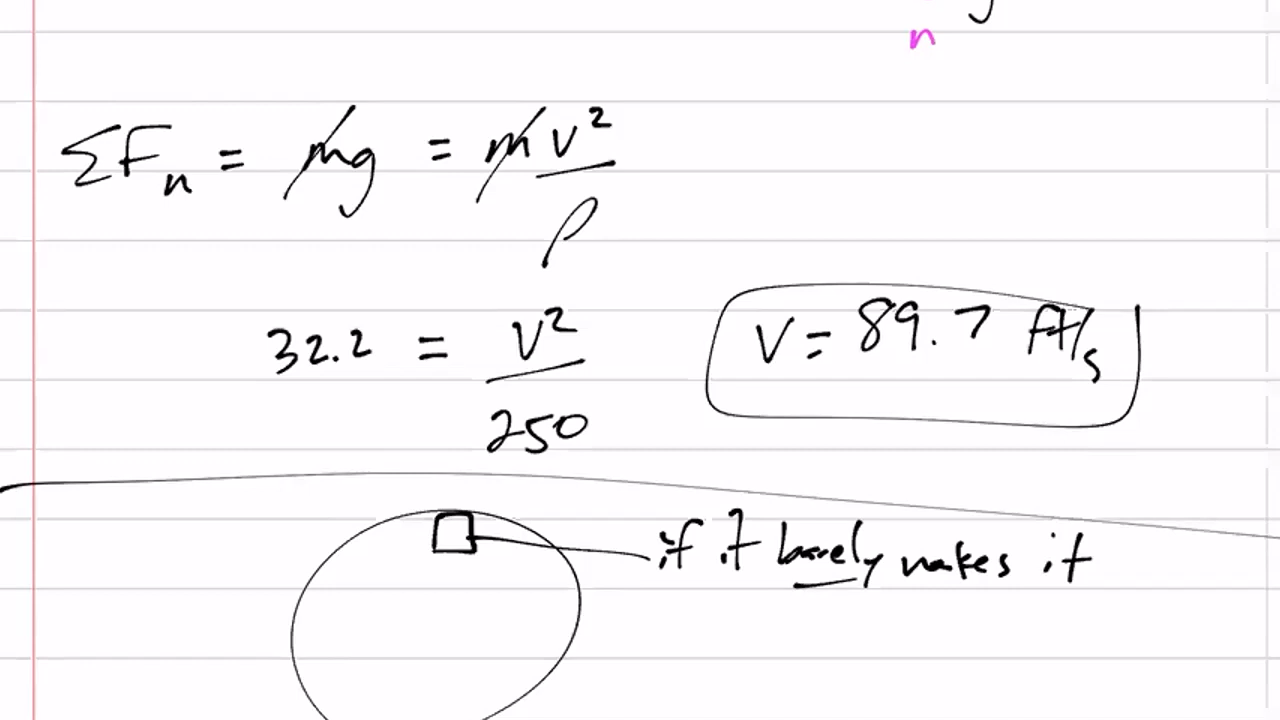 n
ΣFn = mg = mv²/ρ
32.2 = v²/250
V = 89.7 ft/s
if it barely makes it